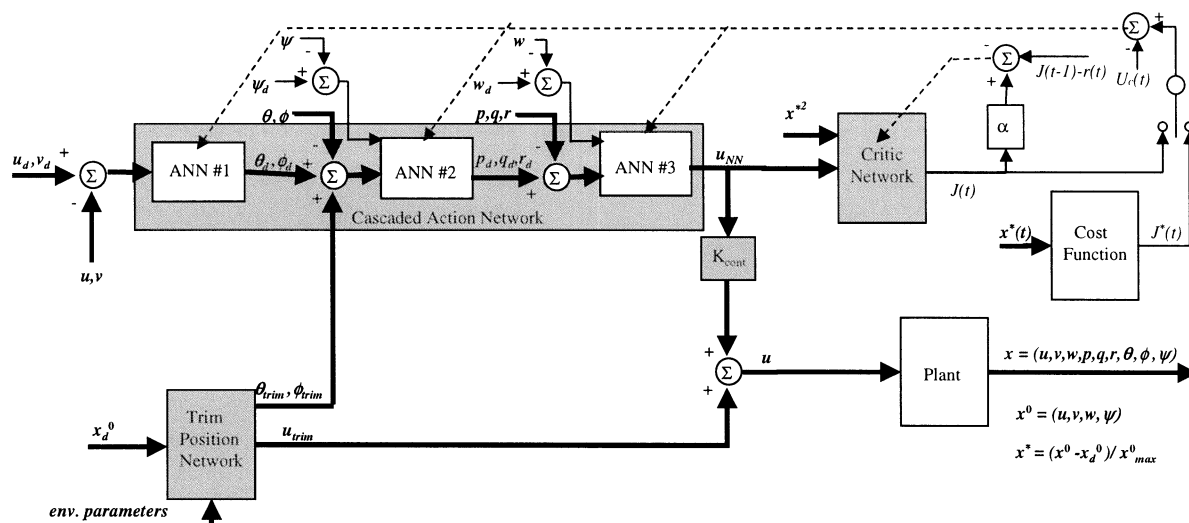 ψ
-
ψd
+
Σ
w
-
wd
+
Σ
-
Σ
+
J(t-1)-r(t)
Σ
+
-
Uc(t)
θ,ϕ
p,q,r
x*2
α
ud,vd
+
Σ
-
ANN #1
θd,ϕd
-
+
Σ
+
ANN #2
pd,qd,rd
-
Σ
+
ANN #3
uNN
Critic
Network
J(t)
Cascaded Action Network
u,v
Kcont
x*(t)
Cost
Function
J*(t)
+
Σ
+
u
Plant
x = (u,v,w,p,q,r,θ,ϕ,ψ)
x0 = (u,v,w,ψ)
x* = (x0 -xd0)/ x0max
θtrim, ϕtrim
xd0
Trim
Position
Network
utrim
env. parameters